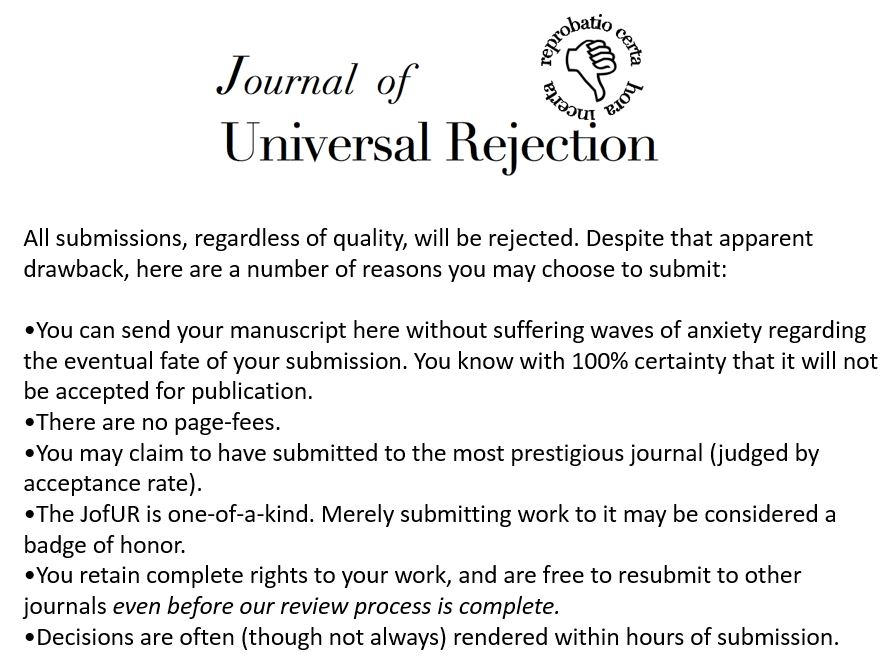 reprobatio certa
hora incerta
Journal of
Universal Rejection
All submissions, regardless of quality, will be rejected. Despite that apparent
drawback, here are a number of reasons you may choose to submit:
•You can send your manuscript here without suffering waves of anxiety regarding
the eventual fate of your submission. You know with 100% certainty that it will not
be accepted for publication.
•There are no page-fees.
•You may claim to have submitted to the most prestigious journal (judged by
acceptance rate).
•The JofUR is one-of-a-kind. Merely submitting work to it may be considered a
badge of honor.
•You retain complete rights to your work, and are free to resubmit to other
journals even before our review process is complete.
•Decisions are often (though not always) rendered within hours of submission.